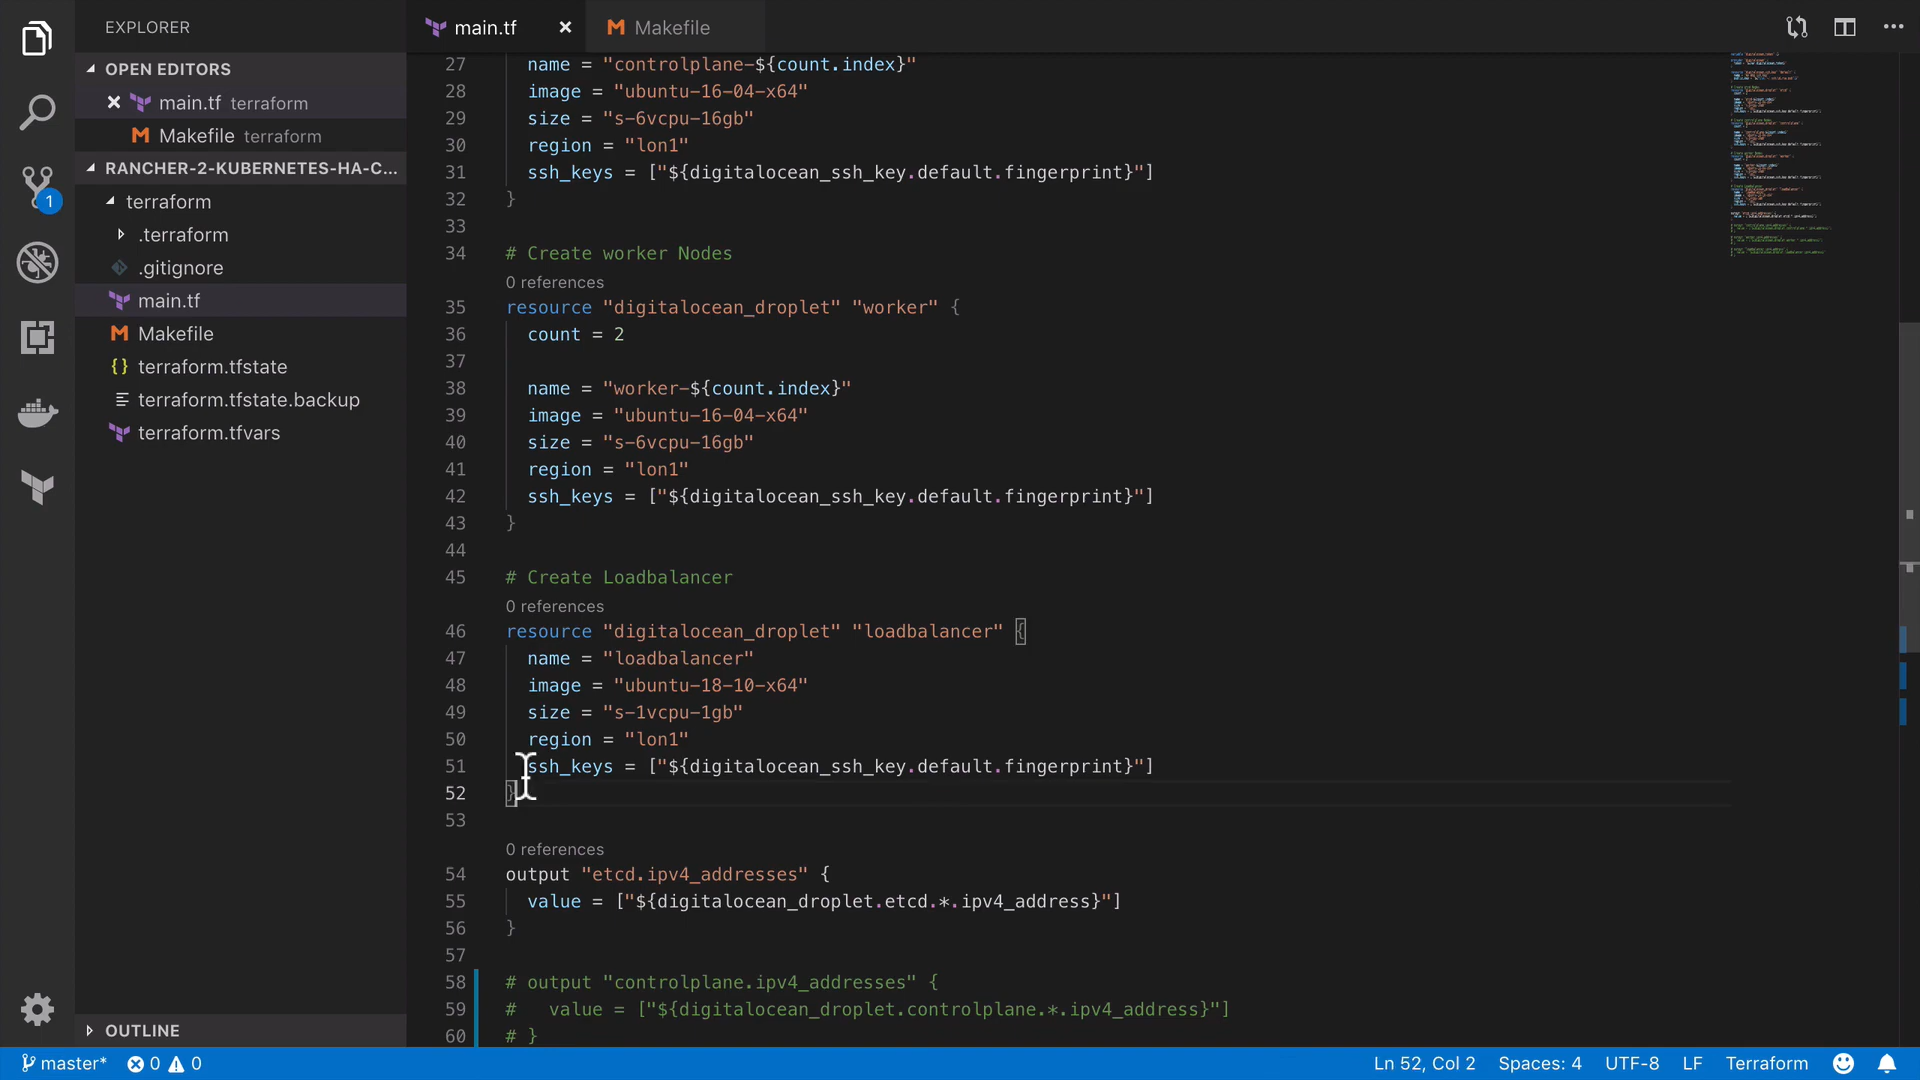 EXPLORER
main.tf
Makefile
OPEN EDITORS
main.tf terraform
Makefile terraform
RANCHER-2-KUBERNETES-HA-C...
terraform
.terraform
.gitignore
main.tf
Makefile
terraform.tfstate
terraform.tfstate.backup
terraform.tfvars
OUTLINE
1
27 name = "controlplane-${count.index}"
28 image = "ubuntu-16-04-x64"
29 size = "s-6vcpu-16gb"
30 region = "lon1"
31 ssh_keys = ["${digitalocean_ssh_key.default.fingerprint}"]
32 }
33
34 # Create worker Nodes
0 references
35 resource "digitalocean_droplet" "worker" {
36 count = 2
37
38 name = "worker-${count.index}"
39 image = "ubuntu-16-04-x64"
40 size = "s-6vcpu-16gb"
41 region = "lon1"
42 ssh_keys = ["${digitalocean_ssh_key.default.fingerprint}"]
43 }
44
45 # Create Loadbalancer
0 references
46 resource "digitalocean_droplet" "loadbalancer" {
47 name = "loadbalancer"
48 image = "ubuntu-18-10-x64"
49 size = "s-1vcpu-1gb"
50 region = "lon1"
51 ssh_keys = ["${digitalocean_ssh_key.default.fingerprint}"]
52 }
53
0 references
54 output "etcd.ipv4_addresses" {
55 value = ["${digitalocean_droplet.etcd.*.ipv4_address}"]
56 }
57
58 # output "controlplane.ipv4_addresses" {
59 #   value = ["${digitalocean_droplet.controlplane.*.ipv4_address}"]
60 # }
master* 0 0
Ln 52, Col 2 Spaces: 4 UTF-8 LF Terraform